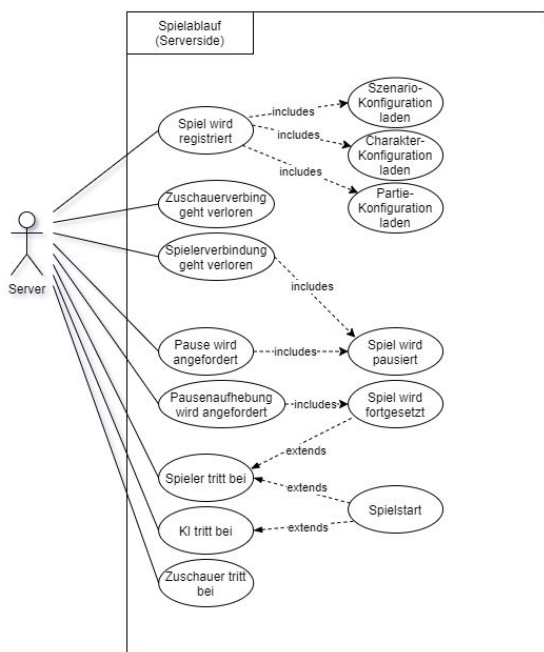 Spielablauf
(Serverside)
Spiel wird
registriert
includes
Szenario-
Konfiguration
laden
includes
Charakter-
Konfiguration
laden
includes
Partie-
Konfiguration
laden
Zuschauerverbing
geht verloren
Spielerverbindung
geht verloren
includes
Server
Pause wird
angefordert
includes
Spiel wird
pausiert
Pausenaufhebung
wird angefordert
includes
Spiel wird
fortgesetzt
extends
Spieler tritt bei
extends
Spielstart
KI tritt bei
extends
Zuschauer tritt
bei